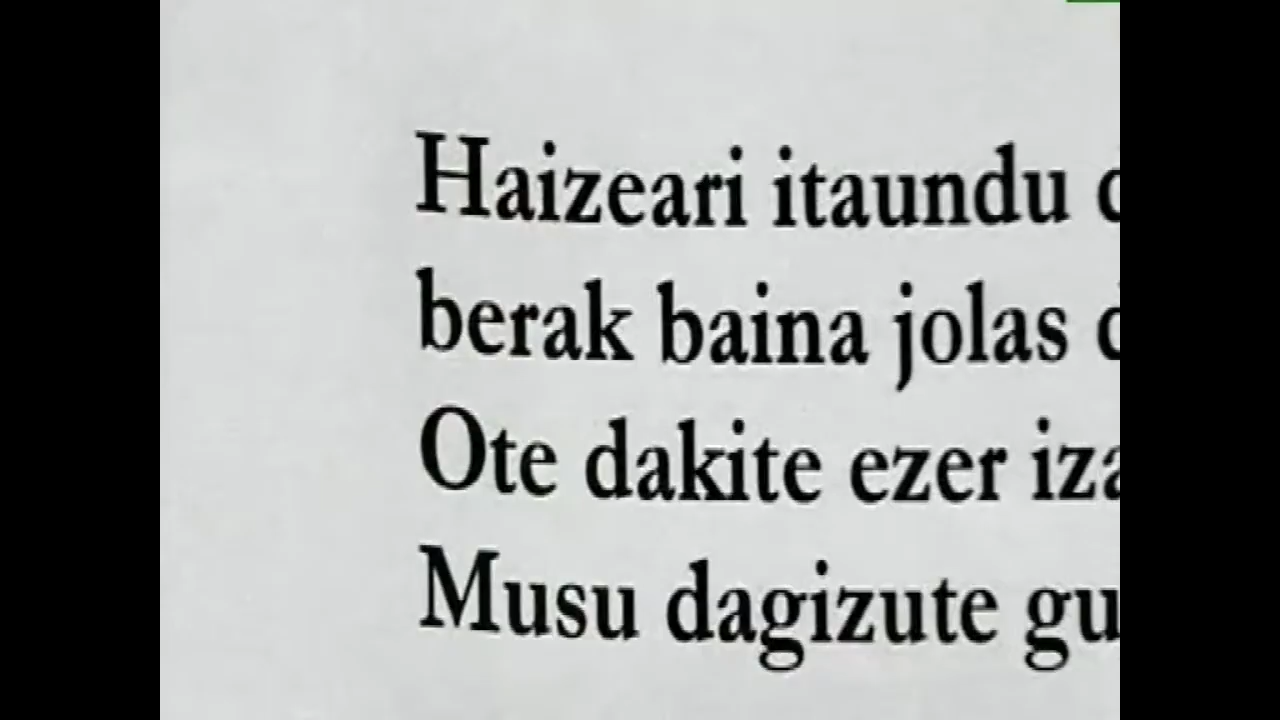 Haizeari itaundu
berak baina jolas
Ote dakite ezer
Musu dagizute